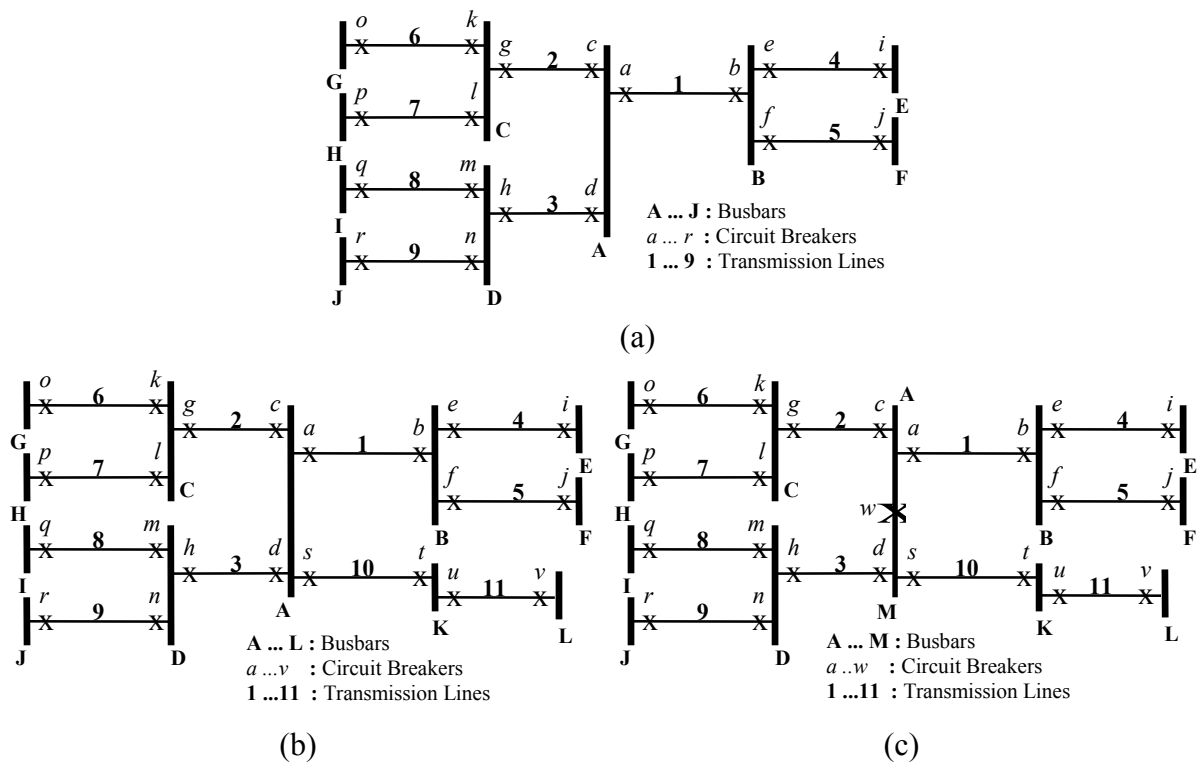 o 6 k
g 2 c
e 4 i
a 1 b
G
E
p 7 l
C
f 5 j
H
B
F
q 8 m
h 3 d
I
A ... J : Busbars
r 9 n
a ... r : Circuit Breakers
A
1 ... 9 : Transmission Lines
J
D
(a)
o 6 k
g 2 c
a 1 b
e 4 i
G
E
p 7 l
C
f 5 j
H
B
F
q 8 m
h 3 d
s 10 t
I
u 11 v
r 9 n
A
K
L
J
D
A ... L : Busbars
a ...v : Circuit Breakers
1 ...11 : Transmission Lines
(b)
A
o 6 k
g 2 c
a 1 b
e 4 i
G
E
p 7 l
C
w
f 5 j
H
B
F
q 8 m
h 3 d
s 10 t
I
u 11 v
r 9 n
M
K
L
J
D
A ... M : Busbars
a ..w : Circuit Breakers
1 ...11 : Transmission Lines
(c)